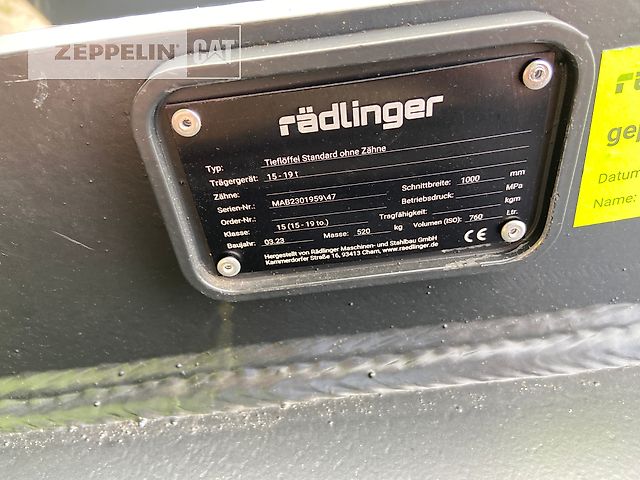 ZEPPELIN CAT
rädlinger
Typ: Tieflöffel Standard ohne Zähne
Trägergerät: 15 - 19 t
Zähne: Schnittbreite: 1000 mm
Serien-Nr.: MAB2301959\47 Betriebsdruck: MPa
Order-Nr.: Tragfähigkeit: kgm
Klasse: 15 (15 - 19 to.) Volumen (ISO): 760 Ltr.
Baujahr: 03.23 Masse: 520 kg
CE
Hergestellt von Rädlinger Maschinen- und Stahlbau GmbH
Kammerdorfer Straße 16, 93413 Cham, www.raedlinger.de
Datum
Name: